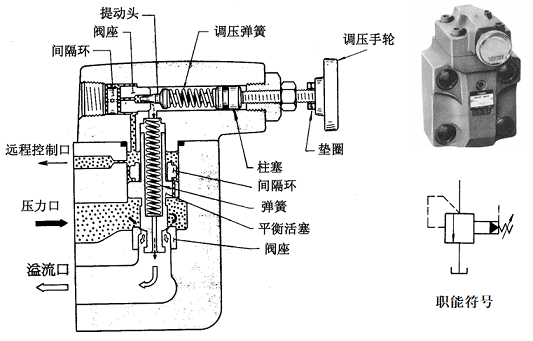 提动头
阀座
调压弹簧
调压手轮
间隔环
远程控制口
柱塞
垫圈
间隔环
压力口
弹簧
平衡活塞
溢流口
阀座
职能符号